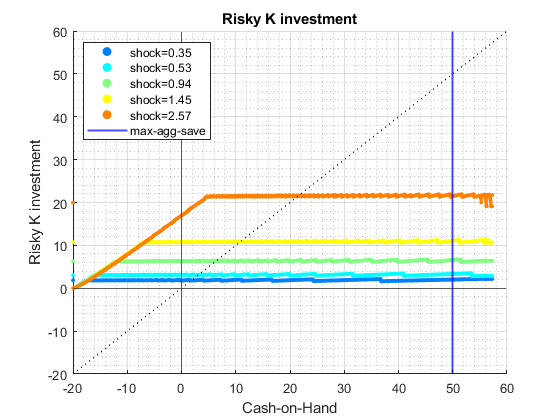 Risky K investment
60
50
40
30
20
10
0
-10
-20
Risky K investment
shock=0.35
shock=0.53
shock=0.94
shock=1.45
shock=2.57
max-agg-save
-20
-10
0
10
20
30
40
50
60
Cash-on-Hand